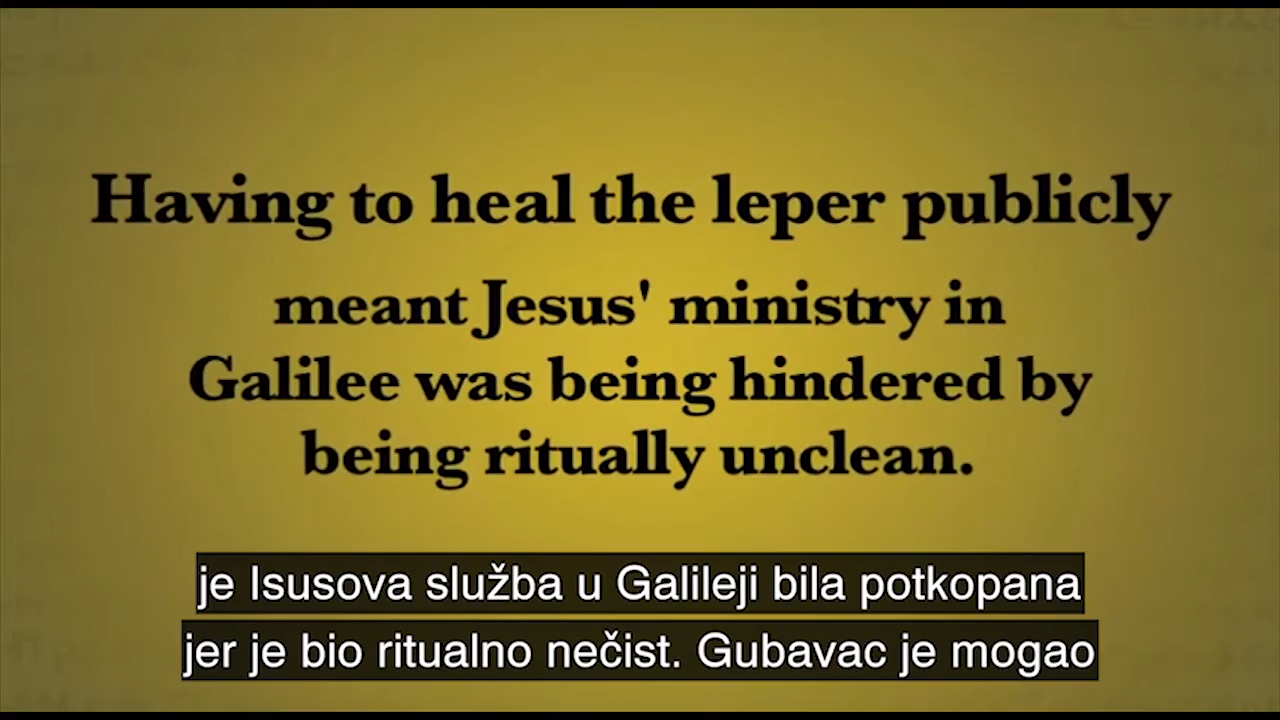 Having to heal the leper publicly
meant Jesus' ministry in
Galilee was being hindered by
being ritually unclean.
je Isusova služba u Galileji bila potkopana
jer je bio ritualno nečist. Gubavac je mogao